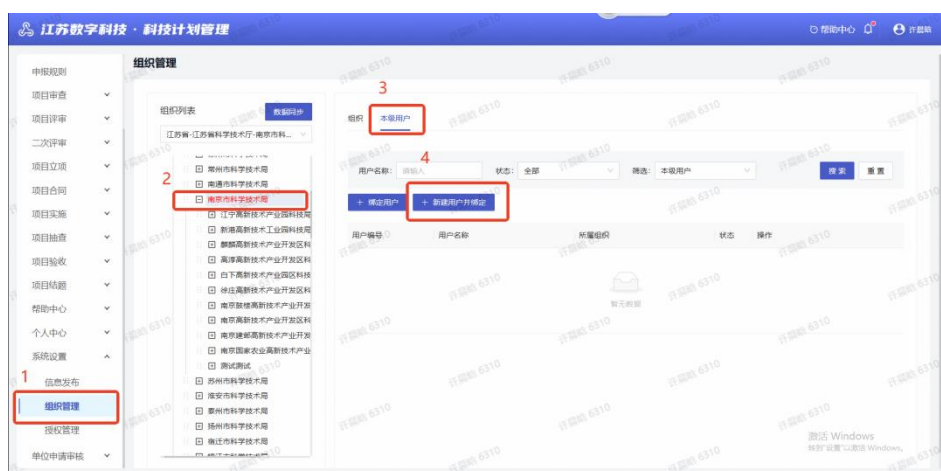 江苏数字科技 · 科技计划管理
帮助中心
许晨晗
申报规则
项目审查
项目评审
二次评审
项目立项
项目合同
项目实施
项目抽查
项目验收
项目结题
帮助中心
个人中心
系统设置
1
信息发布
组织管理
授权管理
单位申请审核
组织管理
组织列表
数据同步
江苏省-江苏省科学技术厅-南京市科...
常州市科学技术局
南通市科学技术局
2
南京市科学技术局
江宁高新技术产业园科技局
新港高新技术工业园科技局
麒麟高新技术产业开发区科
高淳高新技术产业开发区科
白下高新技术产业园区科技
徐庄高新技术产业开发区科
南京鼓楼高新技术产业开发
南京高新技术产业开发区科
南京建邺高新技术产业开发
南京国家农业高新技术产业
测试测试
苏州市科学技术局
淮安市科学技术局
泰州市科学技术局
扬州市科学技术局
宿迁市科学技术局
3
组织 本级用户
4
用户名称: 请输入 状态: 全部 筛选: 本级用户 搜索 重置
+ 绑定用户 + 新建用户并绑定
用户编号 用户名称 所属组织 状态 操作
暂无数据
激活 Windows
转到"设置"以激活 Windows。